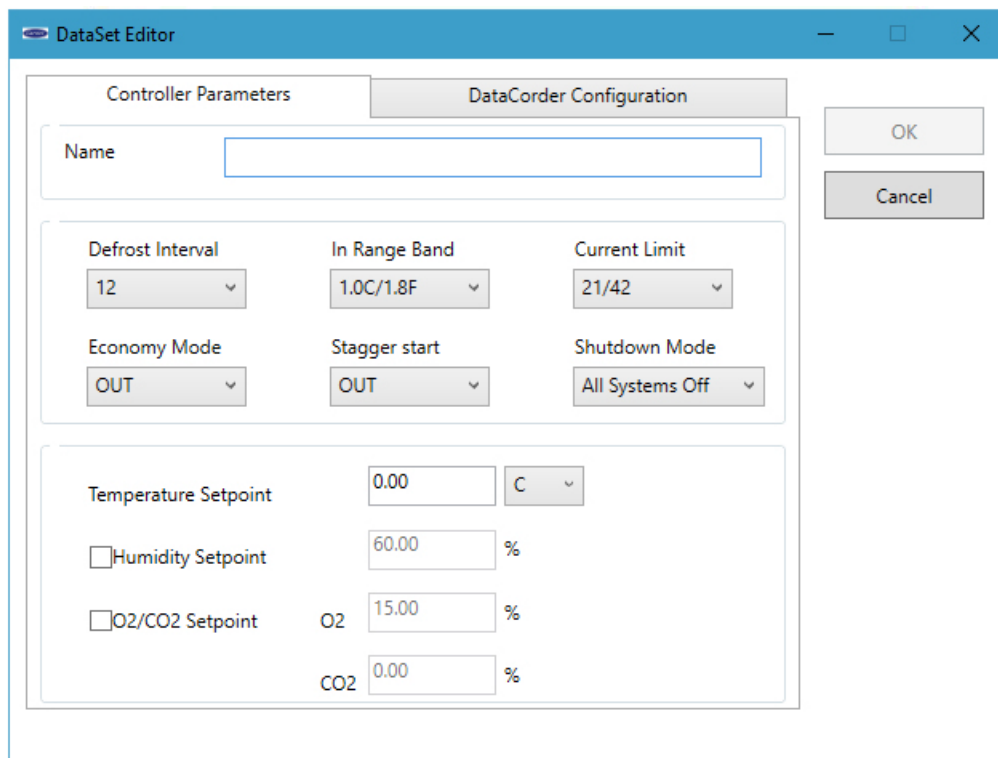 DataSet Editor
Controller Parameters
DataCorder Configuration
OK
Name
Cancel
Defrost Interval
In Range Band
Current Limit
12
1.0C/1.8F
21/42
Economy Mode
Stagger start
Shutdown Mode
OUT
OUT
All Systems Off
Temperature Setpoint
0.00
C
Humidity Setpoint
60.00
%
O2/CO2 Setpoint
O2
15.00
%
CO2
0.00
%